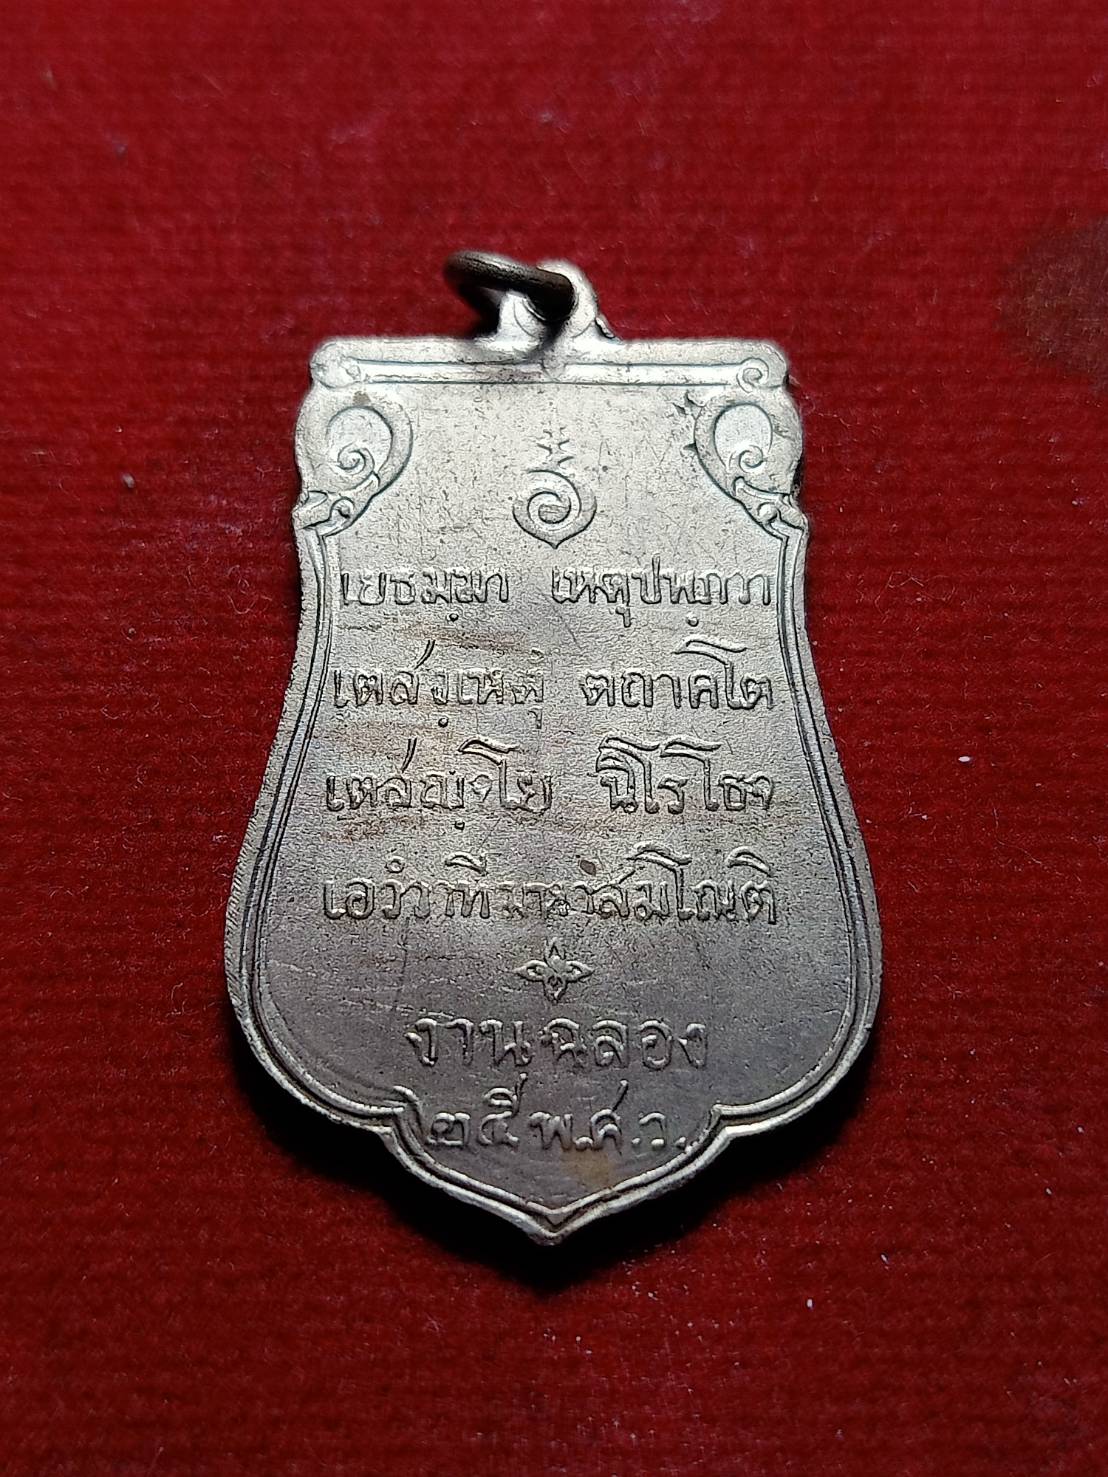 เยธมฺมา เหตุปฺพภวา
เตสํเหตุ ตถาคโต
เตสญฺจโย นิโรโธจ
เอวํวาที มหาสมโณติ
งานฉลอง
๒๕ พ.ศ.ว.